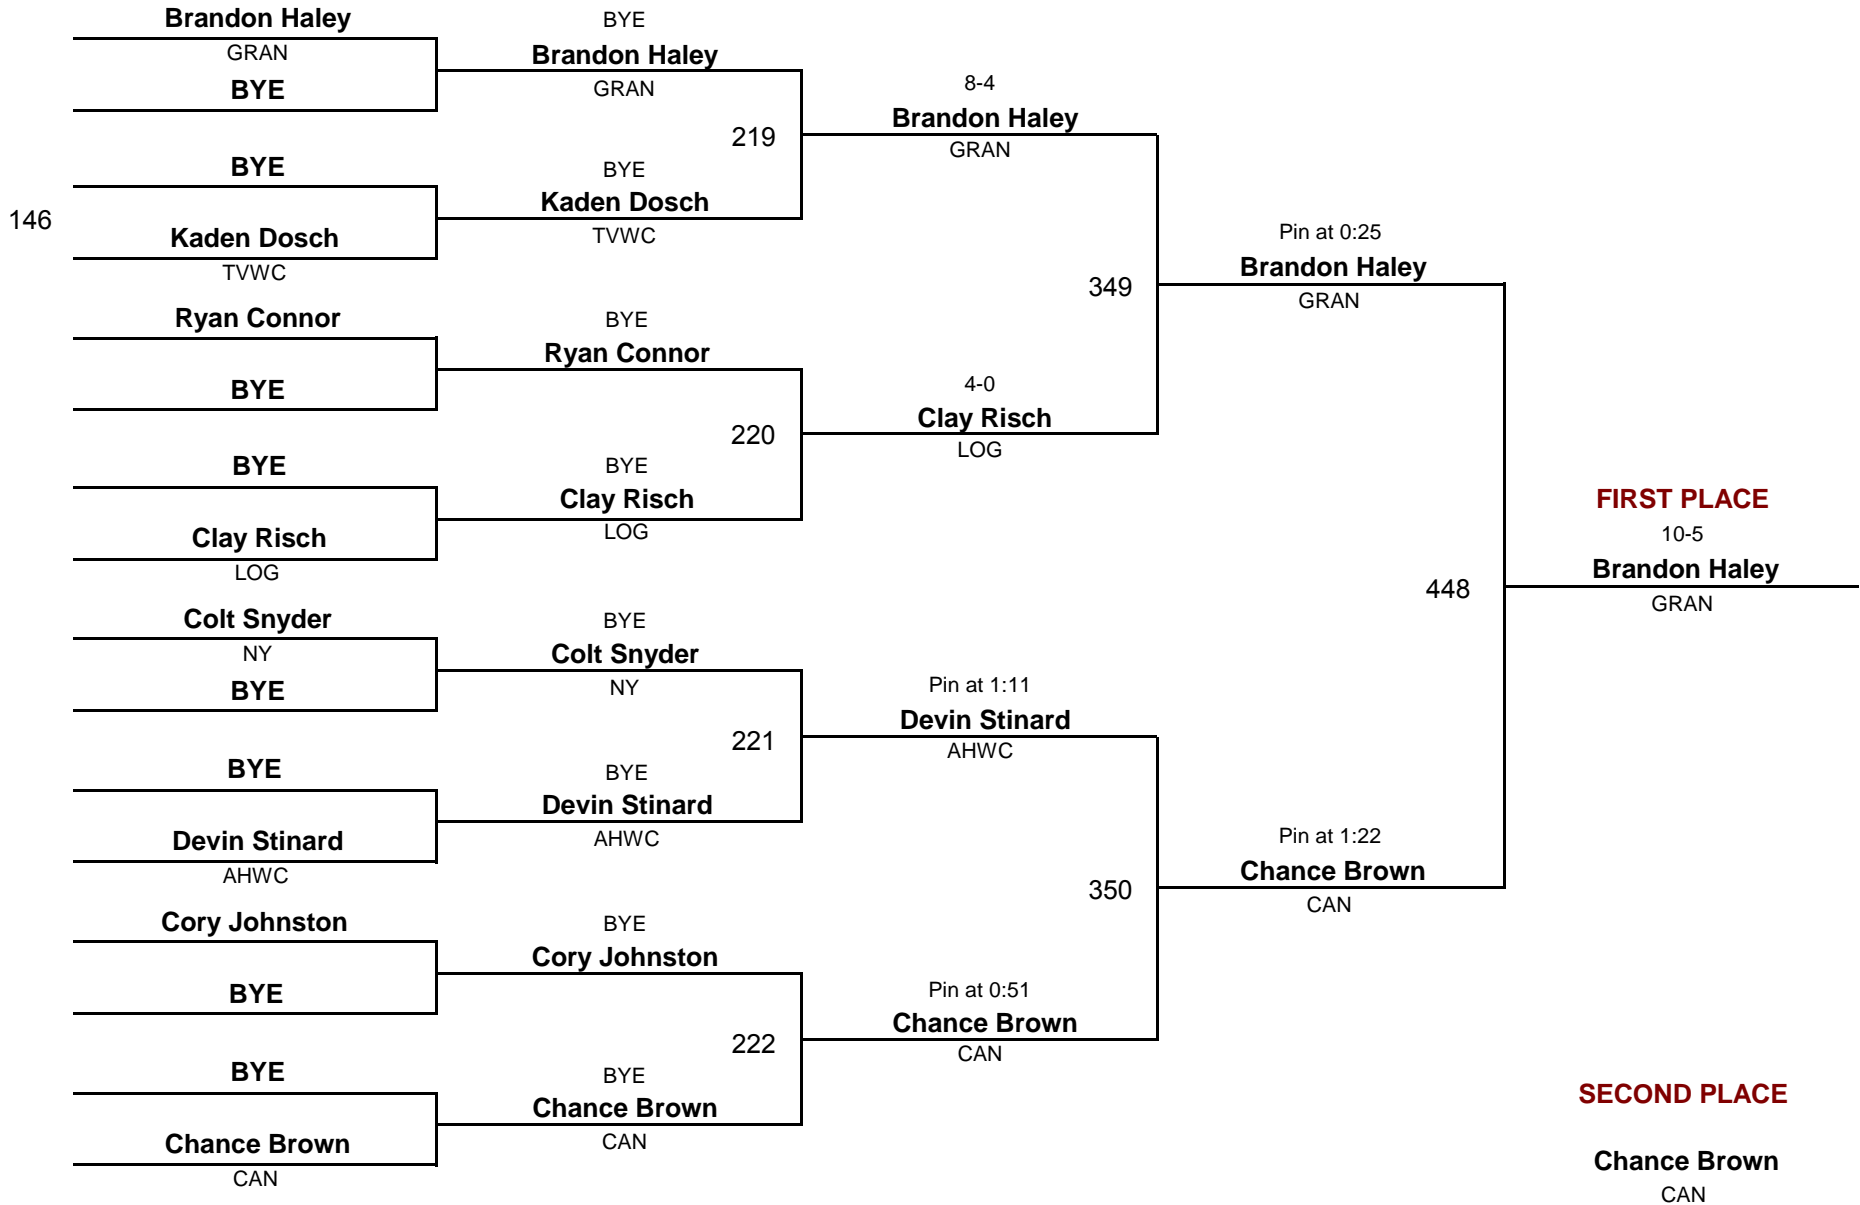 Brandon Haley
GRAN
BYE
BYE
146
Kaden Dosch
TVWC
Ryan Connor
BYE
BYE
Clay Risch
LOG
Colt Snyder
NY
BYE
BYE
Devin Stinard
AHWC
Cory Johnston
BYE
BYE
Chance Brown
CAN
BYE
Brandon Haley
GRAN
219
BYE
Kaden Dosch
TVWC
BYE
Ryan Connor
220
BYE
Clay Risch
LOG
BYE
Colt Snyder
NY
221
BYE
Devin Stinard
AHWC
BYE
Cory Johnston
222
BYE
Chance Brown
CAN
8-4
Brandon Haley
GRAN
349
4-0
Clay Risch
LOG
Pin at 1:11
Devin Stinard
AHWC
350
Pin at 0:51
Chance Brown
CAN
Pin at 0:25
Brandon Haley
GRAN
448
Pin at 1:22
Chance Brown
CAN
FIRST PLACE
10-5
Brandon Haley
GRAN
SECOND PLACE
Chance Brown
CAN